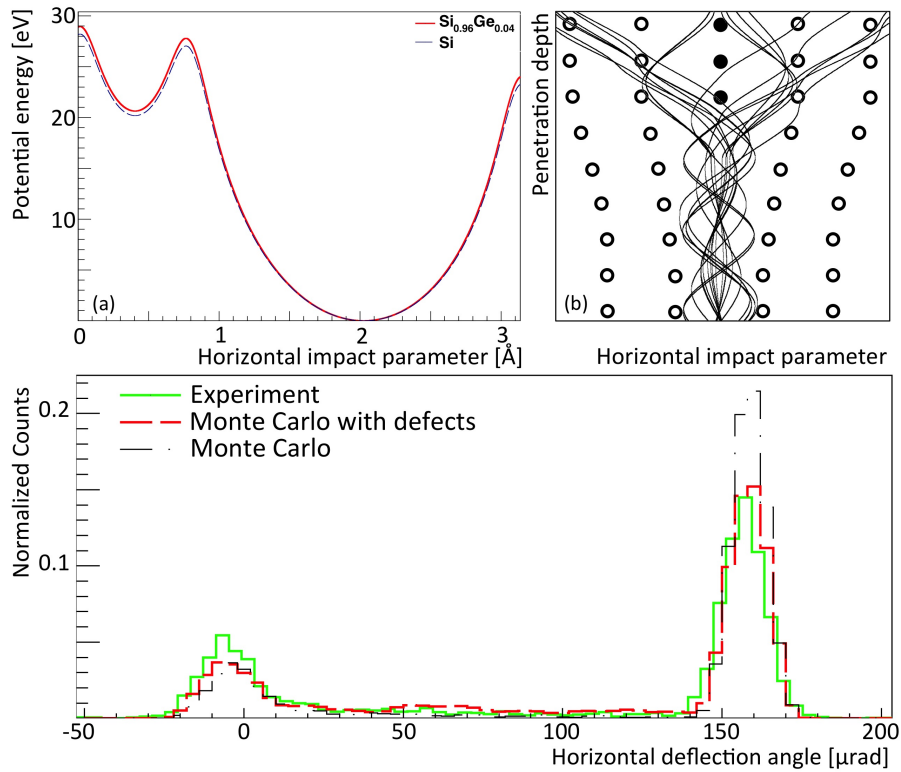 Potential energy [eV]
30
20
10
Si0.96Ge0.04
Si
(a)
0
1
2
3
Horizontal impact parameter [Å]
Penetration depth
(b)
Horizontal impact parameter
Normalized Counts
0.2
0.1
Experiment
Monte Carlo with defects
Monte Carlo
-50
0
50
100
150
200
Horizontal deflection angle [μrad]